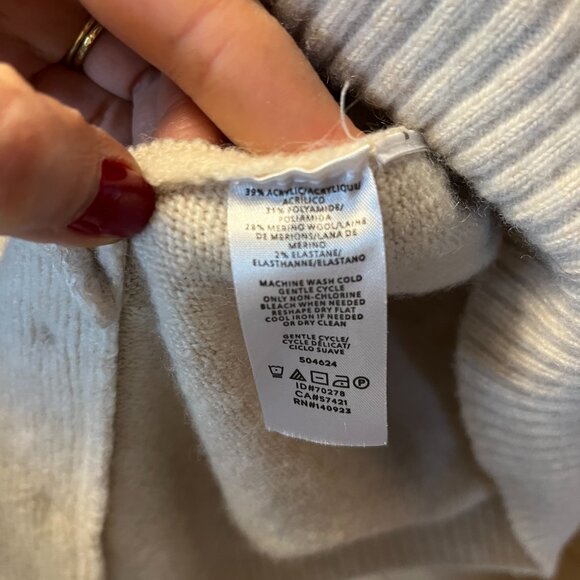 39% ACRYLIC/ACRYLIQUE/
ACRILICO
31% POLYAMIDE/
POLIAMIDA
28% MERINO WOOL/LAINE
DE MERIONS/LANA DE
MERINO
2% ELASTANE/
ELASTHANNE/ELASTANO
MACHINE WASH COLD
GENTLE CYCLE
ONLY NON-CHLORINE
BLEACH WHEN NEEDED
RESHAPE DRY FLAT
COOL IRON IF NEEDED
OR DRY CLEAN
GENTLE CYCLE/
CYCLE DÉLICAT/
CICLO SUAVE
504624
P
ID#70278
CA#57421
RN#140923